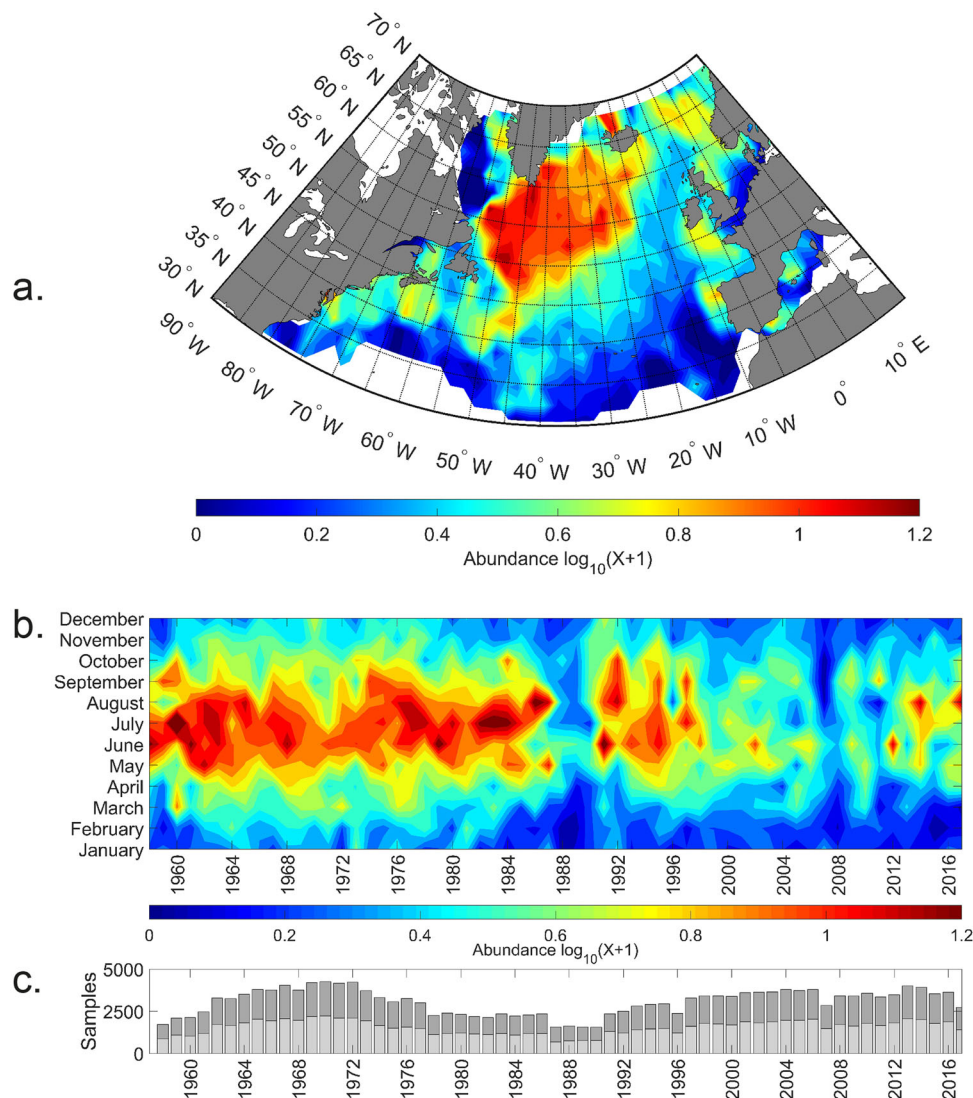 a.
70° N
65° N
60° N
55° N
50° N
45° N
40° N
35° N
30° N
90° W
80° W
70° W
60° W
50° W
40° W
30° W
20° W
10° W
0°
10° E
0 0.2 0.4 0.6 0.8 1 1.2
Abundance log10(X+1)
b.
December
November
October
September
August
July
June
May
April
March
February
January
1960 1964 1968 1972 1976 1980 1984 1988 1992 1996 2000 2004 2008 2012 2016
0 0.2 0.4 0.6 0.8 1 1.2
Abundance log10(X+1)
c.
Samples
5000
2500
0
1960 1964 1968 1972 1976 1980 1984 1988 1992 1996 2000 2004 2008 2012 2016